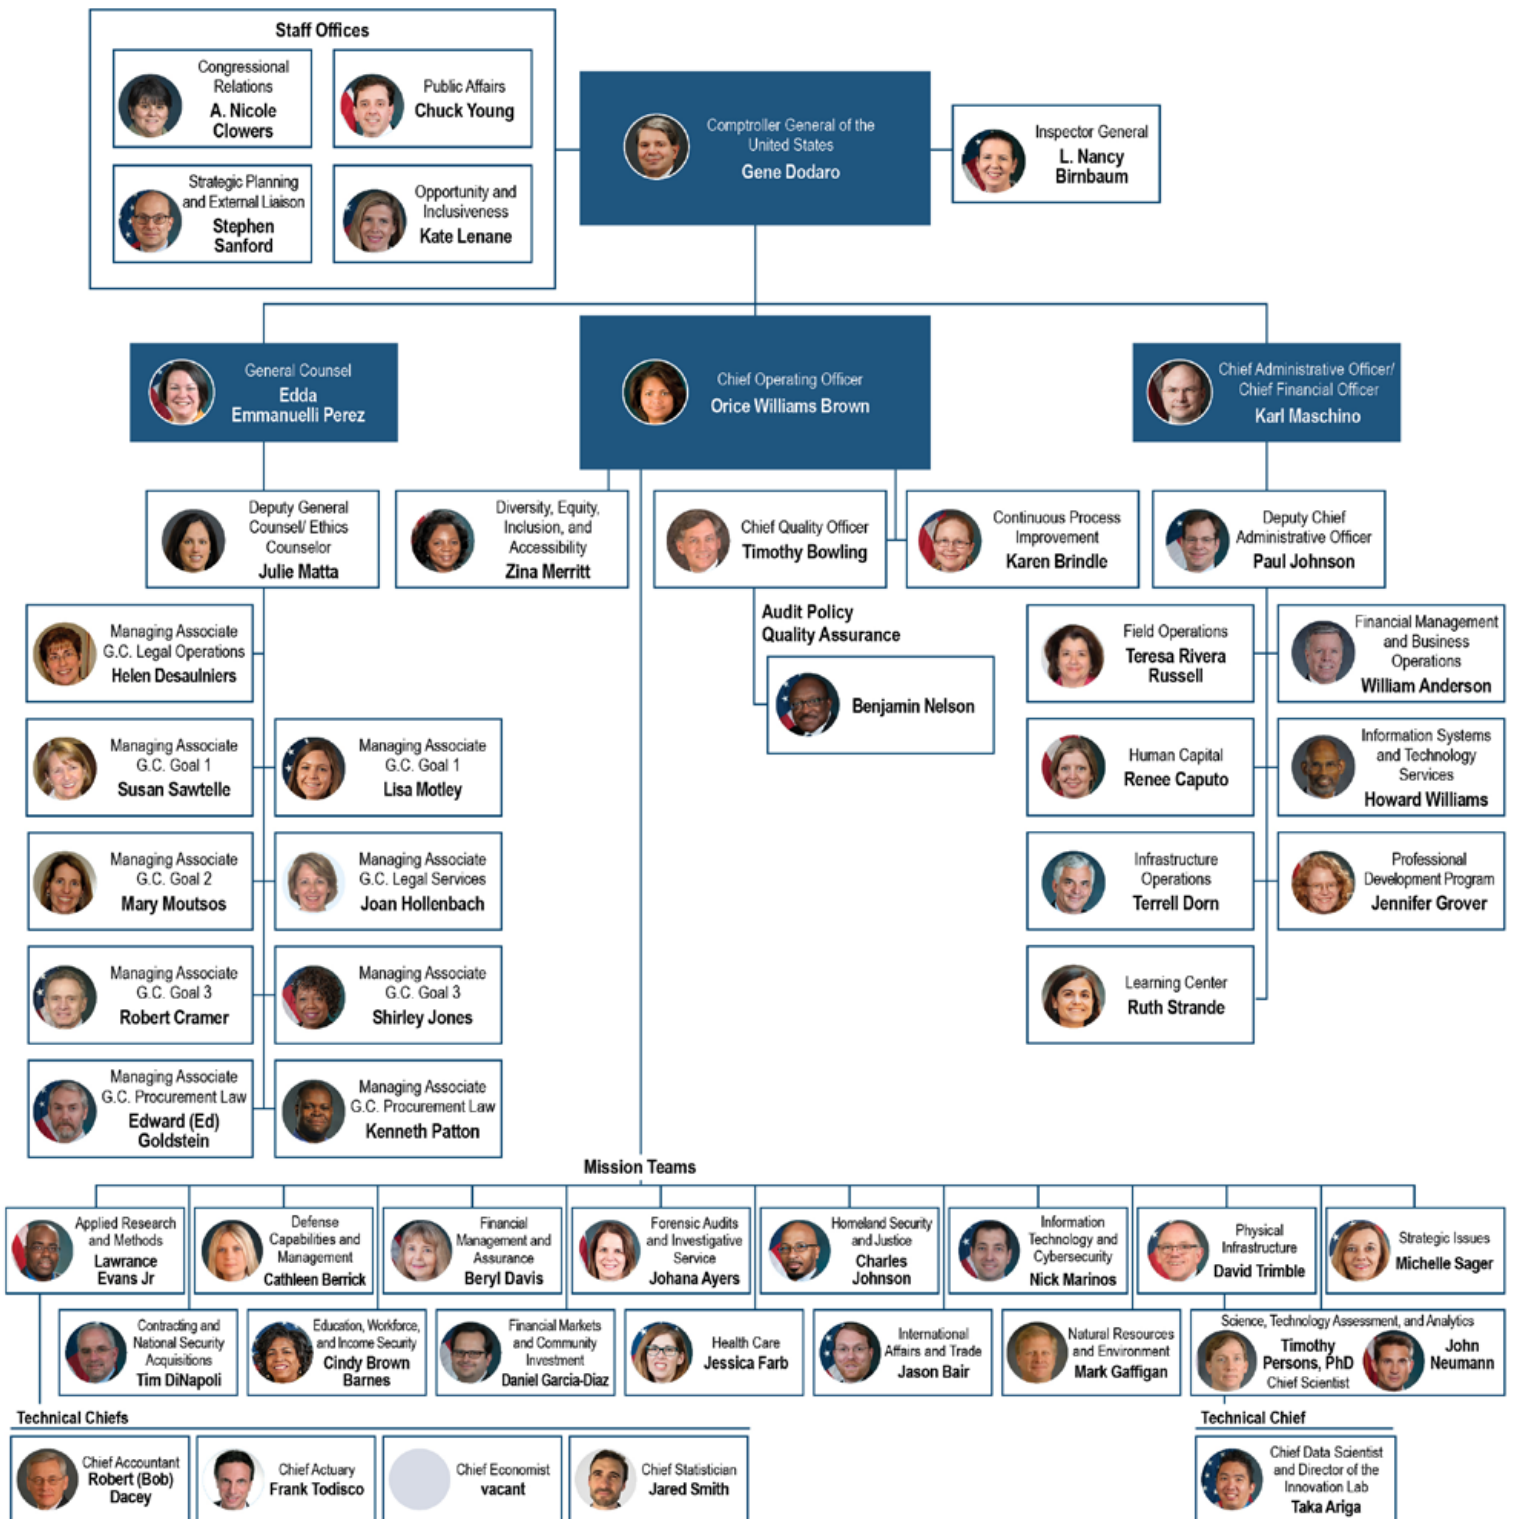 Staff Offices
Congressional
Relations
A. Nicole
Clowers
Public Affairs
Chuck Young
Strategic Planning
and External Liaison
Stephen
Sanford
Opportunity and
Inclusiveness
Kate Lenane
Comptroller General of the
United States
Gene Dodaro
Inspector General
L. Nancy
Birnbaum
General Counsel
Edda
Emmanuelli Perez
Chief Operating Officer
Orice Williams Brown
Chief Administrative Officer/
Chief Financial Officer
Karl Maschino
Deputy General
Counsel/ Ethics
Counselor
Julie Matta
Diversity, Equity,
Inclusion, and
Accessibility
Zina Merritt
Chief Quality Officer
Timothy Bowling
Continuous Process
Improvement
Karen Brindle
Deputy Chief
Administrative Officer
Paul Johnson
Managing Associate
G.C. Legal Operations
Helen Desaulniers
Audit Policy
Quality Assurance
Benjamin Nelson
Field Operations
Teresa Rivera
Russell
Financial Management
and Business
Operations
William Anderson
Managing Associate
G.C. Goal 1
Susan Sawtelle
Managing Associate
G.C. Goal 1
Lisa Motley
Human Capital
Renee Caputo
Information Systems
and Technology
Services
Howard Williams
Managing Associate
G.C. Goal 2
Mary Moutsos
Managing Associate
G.C. Legal Services
Joan Hollenbach
Infrastructure
Operations
Terrell Dorn
Professional
Development Program
Jennifer Grover
Managing Associate
G.C. Goal 3
Robert Cramer
Managing Associate
G.C. Goal 3
Shirley Jones
Learning Center
Ruth Strande
Managing Associate
G.C. Procurement Law
Edward (Ed)
Goldstein
Managing Associate
G.C. Procurement Law
Kenneth Patton
Mission Teams
Applied Research
and Methods
Lawrance
Evans Jr
Defense
Capabilities and
Management
Cathleen Berrick
Financial
Management and
Assurance
Beryl Davis
Forensic Audits
and Investigative
Service
Johana Ayers
Homeland Security
and Justice
Charles
Johnson
Information
Technology and
Cybersecurity
Nick Marinos
Physical
Infrastructure
David Trimble
Strategic Issues
Michelle Sager
Contracting and
National Security
Acquisitions
Tim DiNapoli
Education, Workforce,
and Income Security
Cindy Brown
Barnes
Financial Markets
and Community
Investment
Daniel Garcia-Diaz
Health Care
Jessica Farb
International
Affairs and Trade
Jason Bair
Natural Resources
and Environment
Mark Gaffigan
Science, Technology Assessment, and Analytics
Timothy
Persons, PhD
Chief Scientist
John
Neumann
Technical Chiefs
Chief Accountant
Robert (Bob)
Dacey
Chief Actuary
Frank Todisco
Chief Economist
vacant
Chief Statistician
Jared Smith
Technical Chief
Chief Data Scientist
and Director of the
Innovation Lab
Taka Ariga